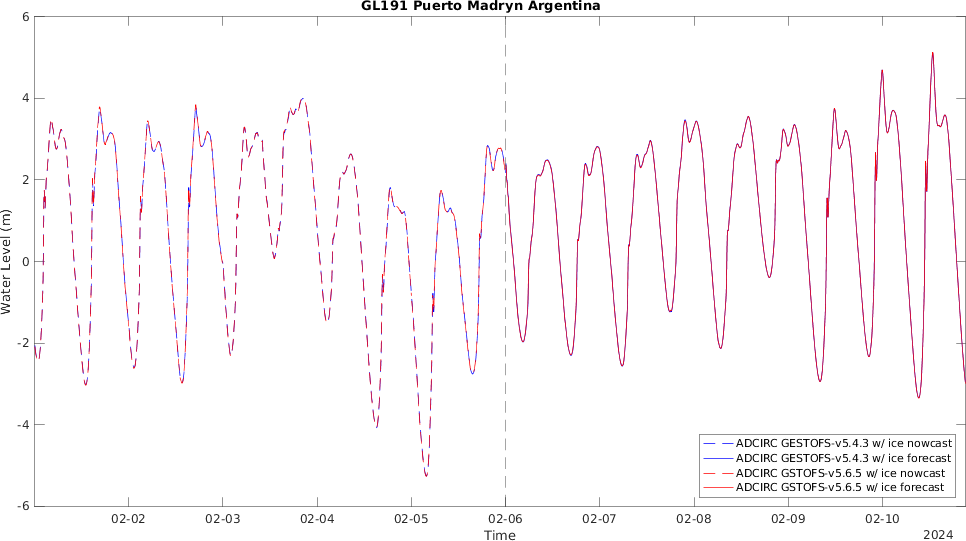 GL191 Puerto Madryn Argentina
6
4
2
0
-2
-4
-6
Water Level (m)
ADCIRC GESTOFS-v5.4.3 w/ ice nowcast
ADCIRC GESTOFS-v5.4.3 w/ ice forecast
ADCIRC GSTOFS-v5.6.5 w/ ice nowcast
ADCIRC GSTOFS-v5.6.5 w/ ice forecast
02-02 02-03 02-04 02-05 02-06 02-07 02-08 02-09 02-10
Time
2024